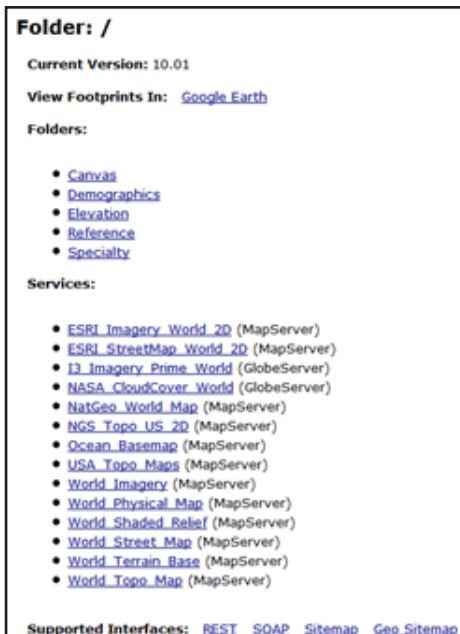 Folder: /
Current Version: 10.01
View Footprints In: Google Earth
Folders:
Canvas
Demographics
Elevation
Reference
Specialty
Services:
ESRI_Imagery_World_2D (MapServer)
ESRI_StreetMap_World_2D (MapServer)
I3_Imagery_Prime_World (GlobeServer)
NASA_CloudCover_World (GlobeServer)
NatGeo_World_Map (MapServer)
NGS_Topo_US_2D (MapServer)
Ocean_Basemap (MapServer)
USA_Topo_Maps (MapServer)
World_Imagery (MapServer)
World_Physical_Map (MapServer)
World_Shaded_Relief (MapServer)
World_Street_Map (MapServer)
World_Terrain_Base (MapServer)
World_Topo_Map (MapServer)
Supported Interfaces: REST SOAP Sitemap Geo Sitemap